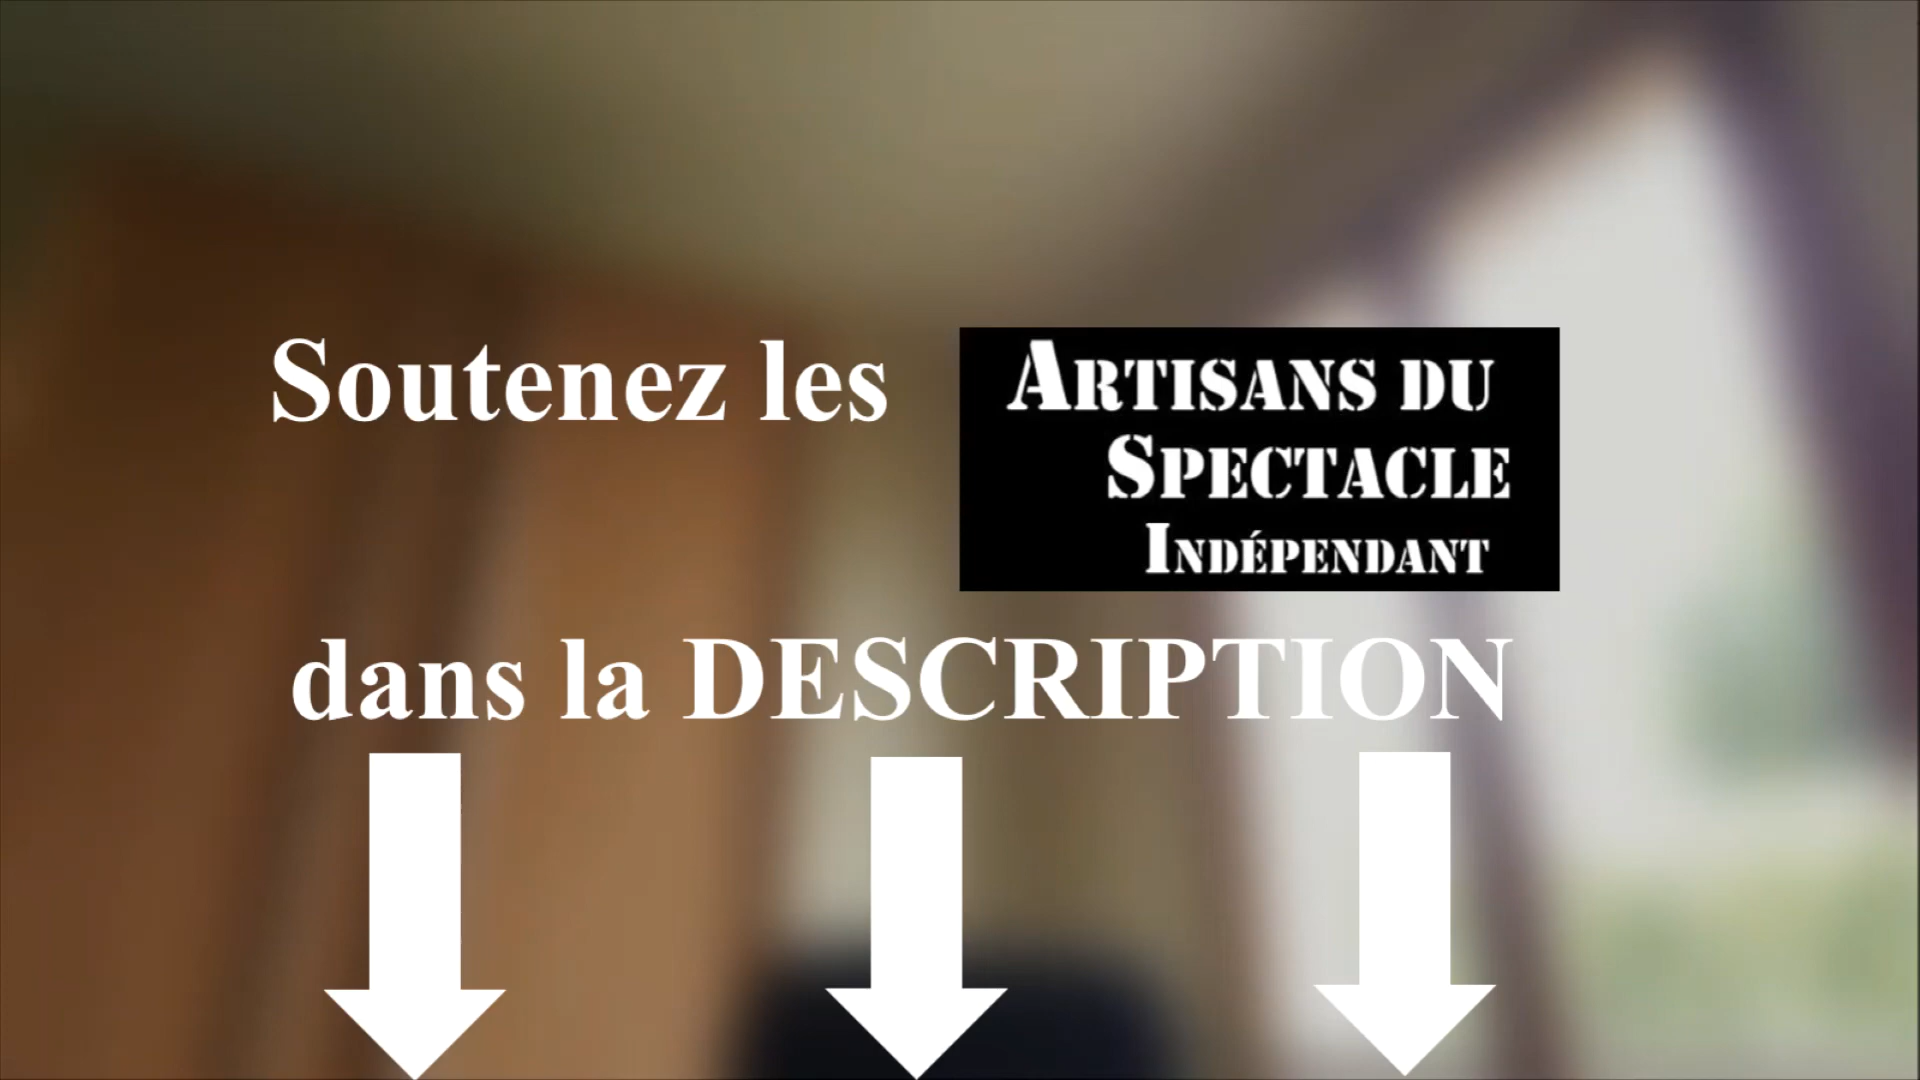 Soutenez les
ARTISANS DU
SPECTACLE
INDÉPENDANT
dans la DESCRIPTION